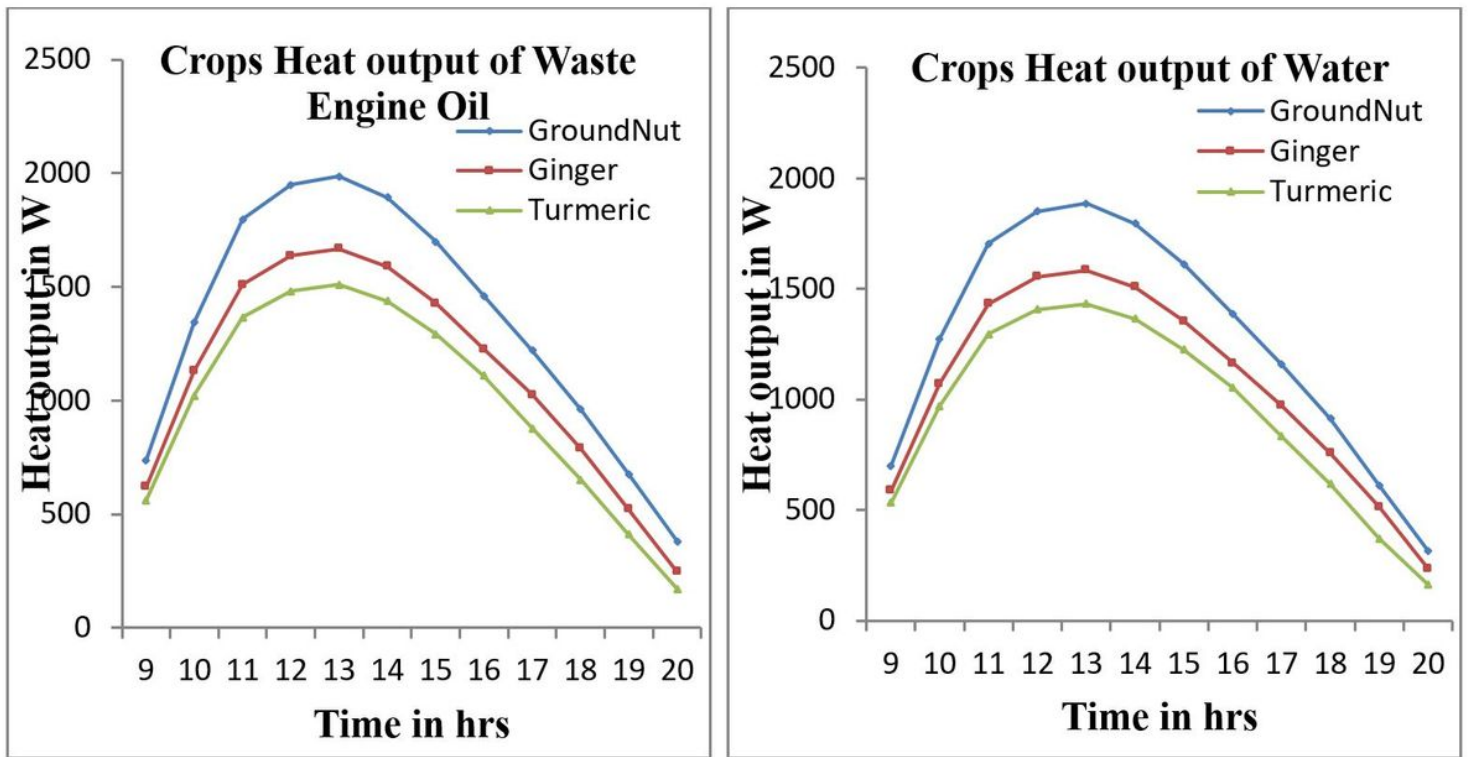 Crops Heat output of Waste
Engine Oil
GroundNut
Ginger
Turmeric
Heat output in W
2500
2000
1500
1000
500
0
9 10 11 12 13 14 15 16 17 18 19 20
Time in hrs
Crops Heat output of Water
GroundNut
Ginger
Turmeric
Heat output in W
2500
2000
1500
1000
500
0
9 10 11 12 13 14 15 16 17 18 19 20
Time in hrs